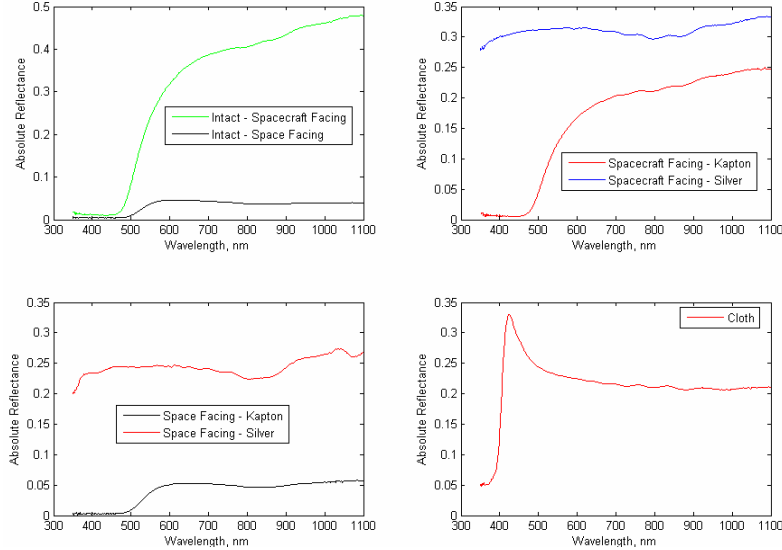 0.5
0.4
0.3
0.2
0.1
0
Absolute Reflectance
Intact - Spacecraft Facing
Intact - Space Facing
300 400 500 600 700 800 900 1000 1100
Wavelength, nm
0.35
0.3
0.25
0.2
0.15
0.1
0.05
0
Absolute Reflectance
Spacecraft Facing - Kapton
Spacecraft Facing - Silver
300 400 500 600 700 800 900 1000 1100
Wavelength, nm
0.35
0.3
0.25
0.2
0.15
0.1
0.05
0
Absolute Reflectance
Space Facing - Kapton
Space Facing - Silver
300 400 500 600 700 800 900 1000 1100
Wavelength, nm
0.35
0.3
0.25
0.2
0.15
0.1
0.05
0
Absolute Reflectance
Cloth
300 400 500 600 700 800 900 1000 1100
Wavelength, nm